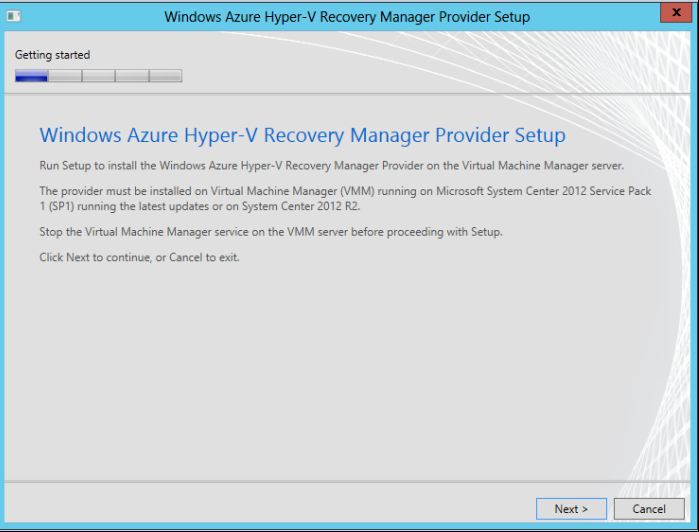 Windows Azure Hyper-V Recovery Manager Provider Setup
x
Getting started
Windows Azure Hyper-V Recovery Manager Provider Setup
Run Setup to install the Windows Azure Hyper-V Recovery Manager Provider on the Virtual Machine Manager server.
The provider must be installed on Virtual Machine Manager (VMM) running on Microsoft System Center 2012 Service Pack
1 (SP1) running the latest updates or on System Center 2012 R2.
Stop the Virtual Machine Manager service on the VMM server before proceeding with Setup.
Click Next to continue, or Cancel to exit.
Next >
Cancel